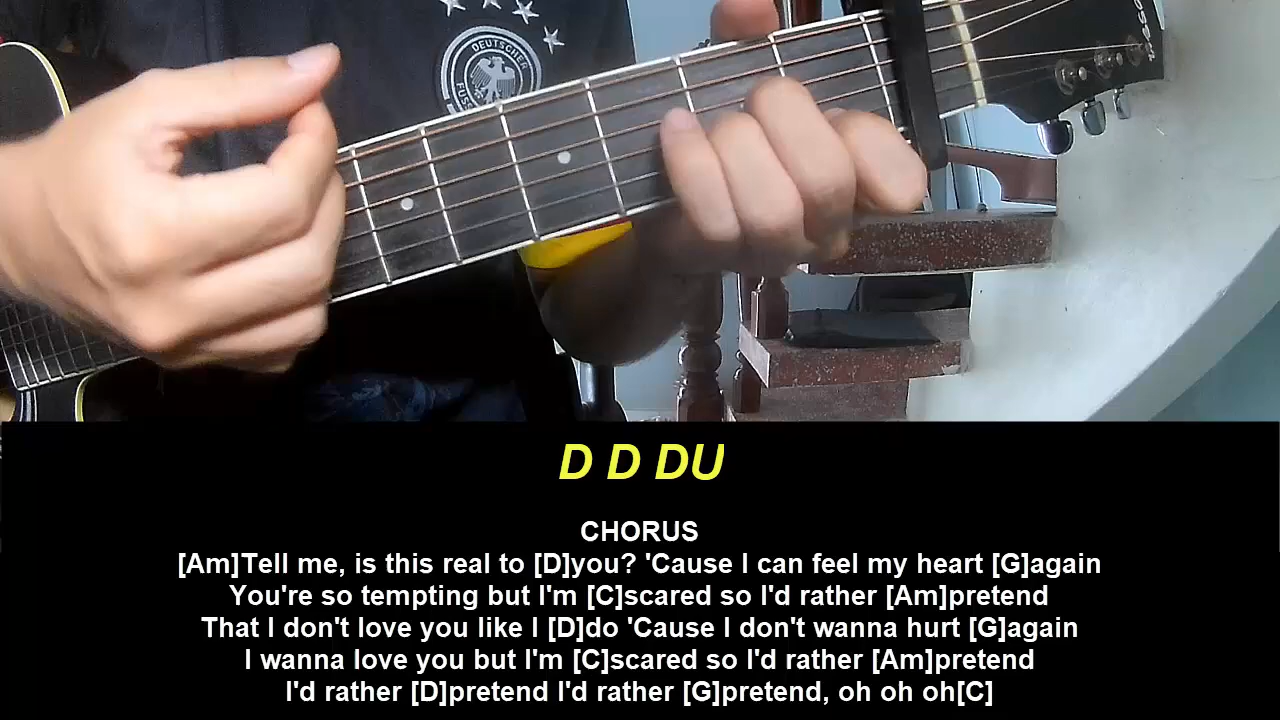 DEUTSCHER
FUSS
D D DU
CHORUS
[Am]Tell me, is this real to [D]you? 'Cause I can feel my heart [G]again
You're so tempting but I'm [C]scared so I'd rather [Am]pretend
That I don't love you like I [D]do 'Cause I don't wanna hurt [G]again
I wanna love you but I'm [C]scared so I'd rather [Am]pretend
I'd rather [D]pretend I'd rather [G]pretend, oh oh oh[C]